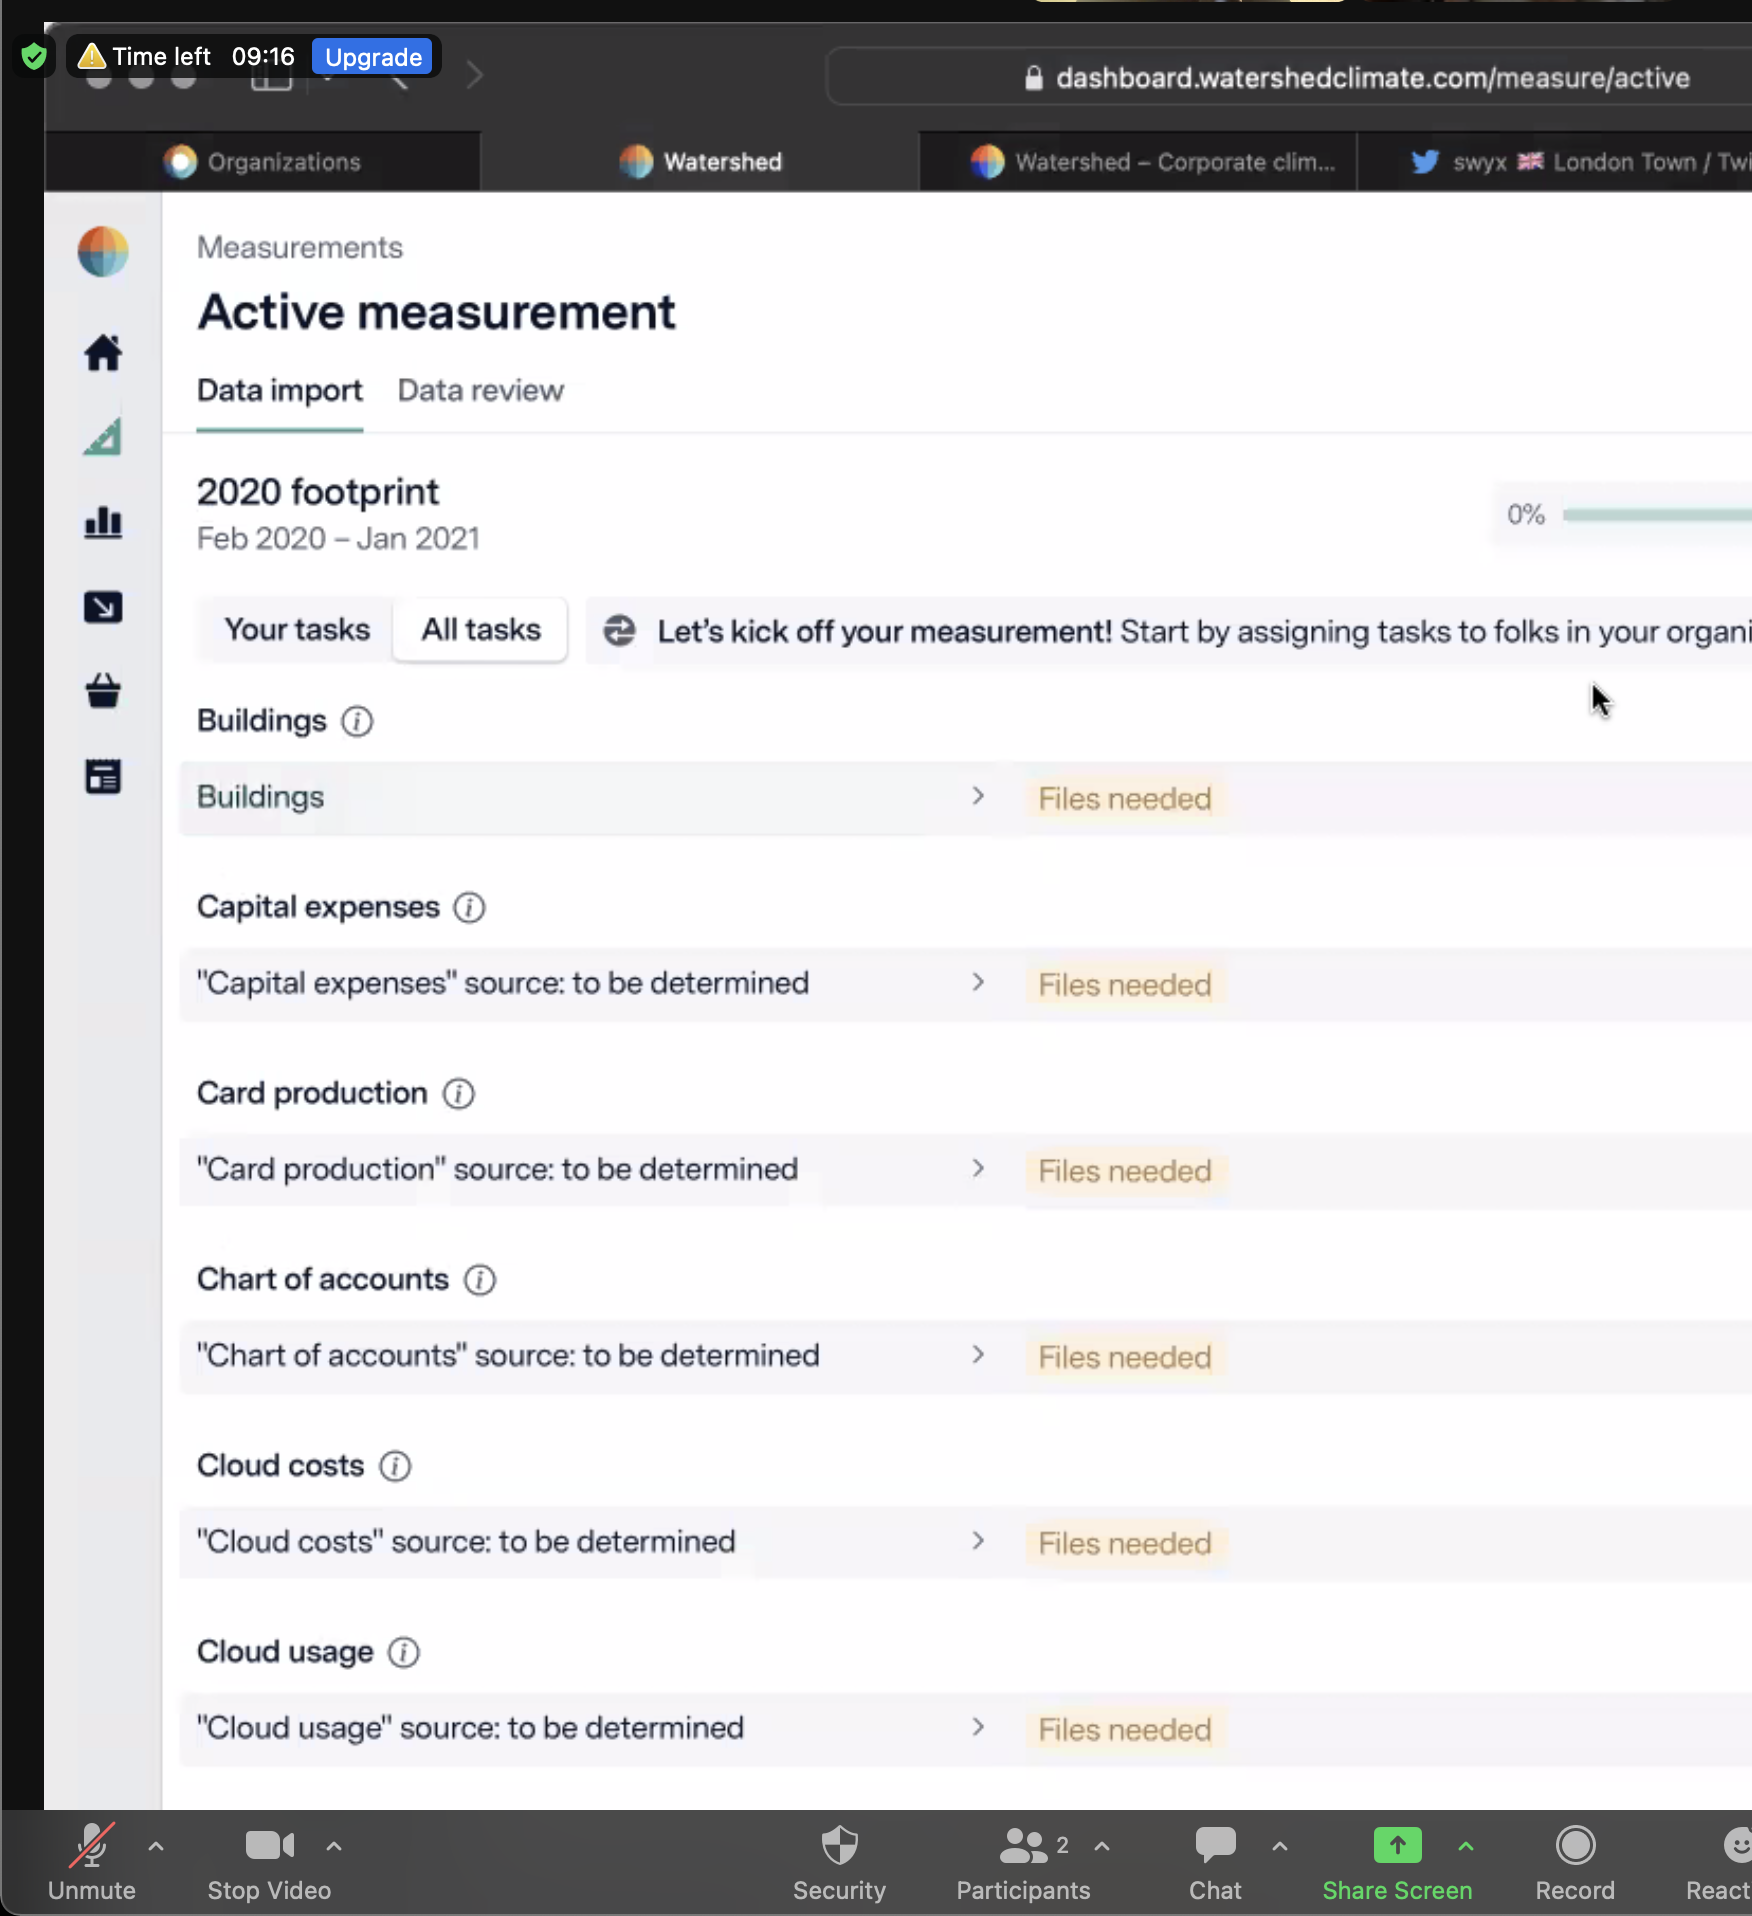 Time left 09:16 Upgrade
dashboard.watershedclimate.com/measure/active
Organizations
Watershed
Watershed – Corporate clim...
swyx 🇬🇧 London Town / Twi
Measurements
Active measurement
Data import Data review
2020 footprint
Feb 2020 – Jan 2021
0%
Your tasks All tasks
Let's kick off your measurement! Start by assigning tasks to folks in your organi
Buildings
Buildings Files needed
Capital expenses
"Capital expenses" source: to be determined Files needed
Card production
"Card production" source: to be determined Files needed
Chart of accounts
"Chart of accounts" source: to be determined Files needed
Cloud costs
"Cloud costs" source: to be determined Files needed
Cloud usage
"Cloud usage" source: to be determined Files needed
2
Unmute Stop Video Security Participants Chat Share Screen Record React